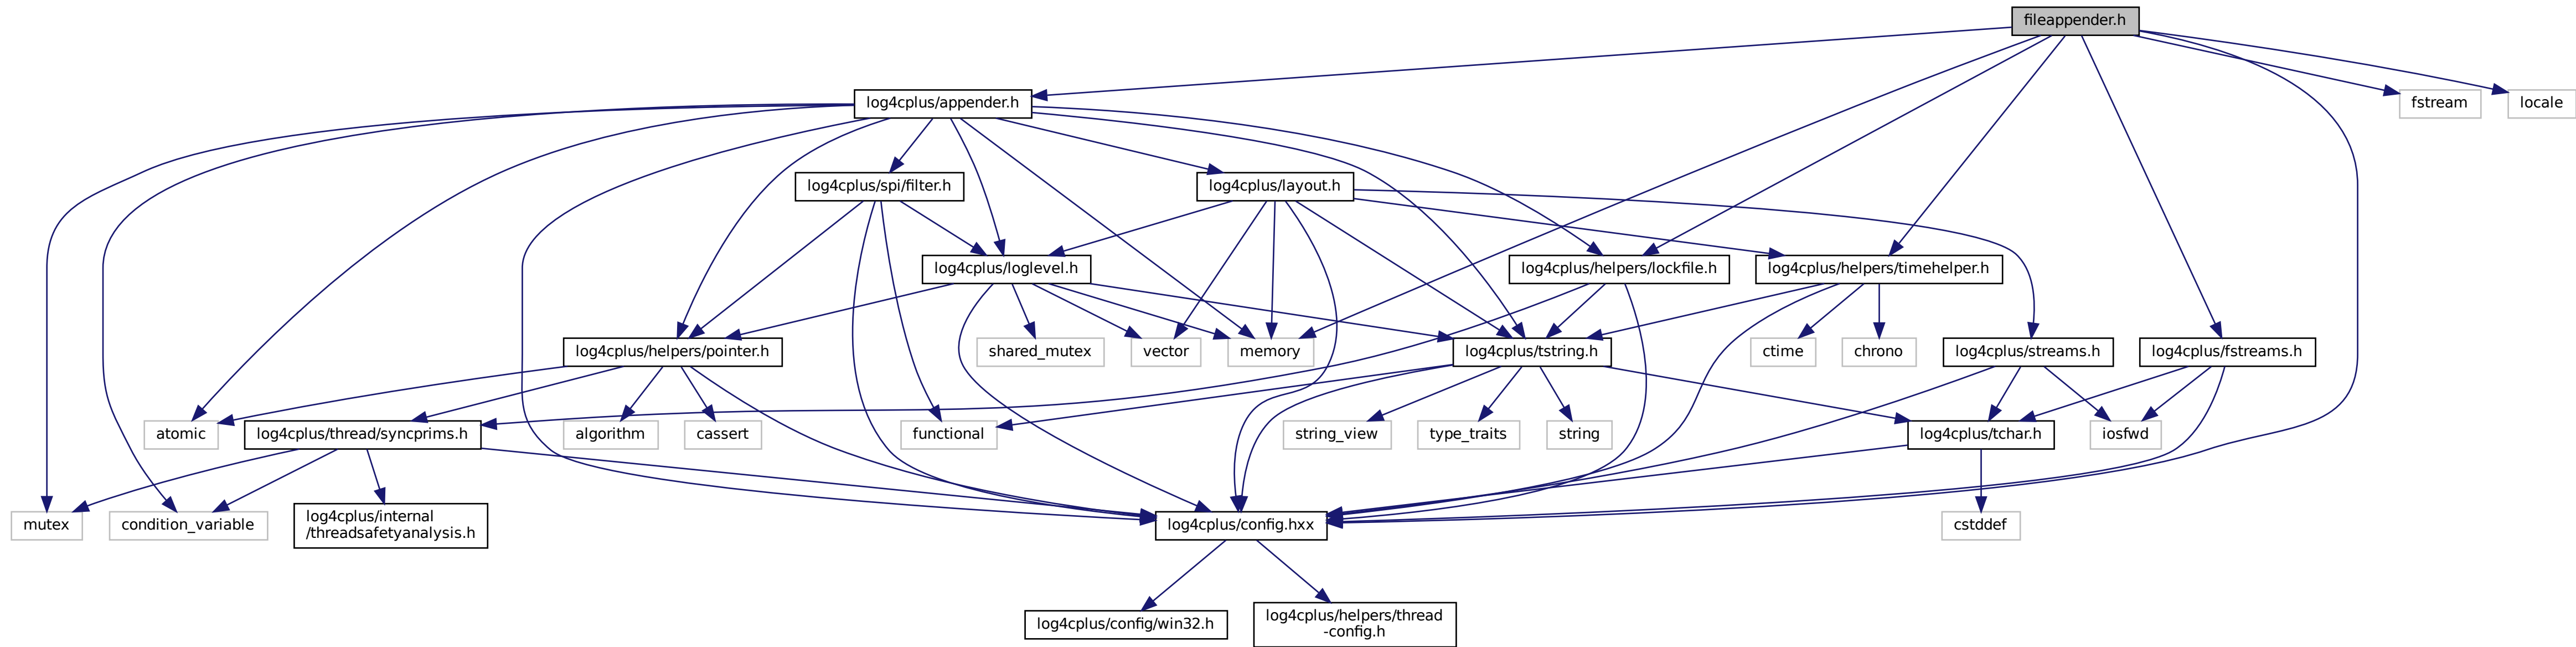 fileappender.h
log4cplus/appender.h
fstream
locale
log4cplus/spi/filter.h
log4cplus/layout.h
log4cplus/loglevel.h
log4cplus/helpers/lockfile.h
log4cplus/helpers/timehelper.h
log4cplus/helpers/pointer.h
shared_mutex
vector
memory
log4cplus/tstring.h
ctime
chrono
log4cplus/streams.h
log4cplus/fstreams.h
atomic
log4cplus/thread/syncprims.h
algorithm
cassert
functional
string_view
type_traits
string
log4cplus/tchar.h
iosfwd
mutex
condition_variable
log4cplus/internal
/threadsafetyanalysis.h
log4cplus/config.hxx
cstddef
log4cplus/config/win32.h
log4cplus/helpers/thread
-config.h